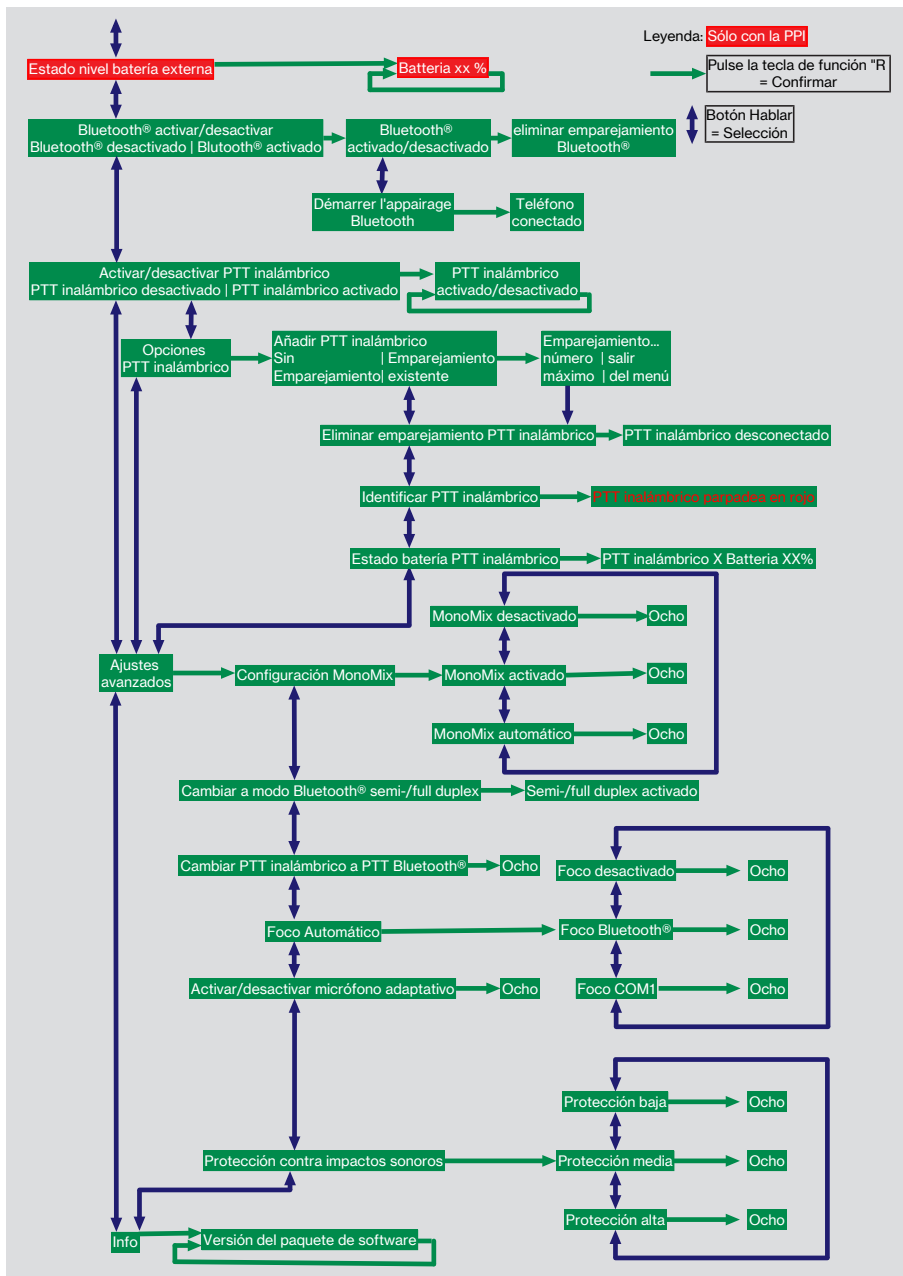 Leyenda: Sólo con la PPI
Estado nivel batería externa
Batteria xx %
Pulse la tecla de función "R
= Confirmar
Botón Hablar
= Selección
Bluetooth® activar/desactivar
Bluetooth® desactivado | Blutooth® activado
Bluetooth®
activado/desactivado
eliminar emparejamiento
Bluetooth®
Démarrer l'appairage
Bluetooth
Teléfono
conectado
Activar/desactivar PTT inalámbrico
PTT inalámbrico desactivado | PTT inalámbrico activado
PTT inalámbrico
activado/desactivado
Opciones
PTT inalámbrico
Añadir PTT inalámbrico
Sin | Emparejamiento
Emparejamiento| existente
Emparejamiento...
número | salir
máximo | del menú
Eliminar emparejamiento PTT inalámbrico
PTT inalámbrico desconectado
Identificar PTT inalámbrico
PTT inalámbrico parpadea en rojo
Estado batería PTT inalámbrico
PTT inalámbrico X Batteria XX%
MonoMix desactivado
Ocho
Ajustes
avanzados
Configuración MonoMix
MonoMix activado
Ocho
MonoMix automático
Ocho
Cambiar a modo Bluetooth® semi-/full duplex
Semi-/full duplex activado
Cambiar PTT inalámbrico a PTT Bluetooth®
Ocho
Foco desactivado
Ocho
Foco Automático
Foco Bluetooth®
Ocho
Activar/desactivar micrófono adaptativo
Ocho
Foco COM1
Ocho
Protección baja
Ocho
Protección contra impactos sonoros
Protección media
Ocho
Protección alta
Ocho
Info
Versión del paquete de software